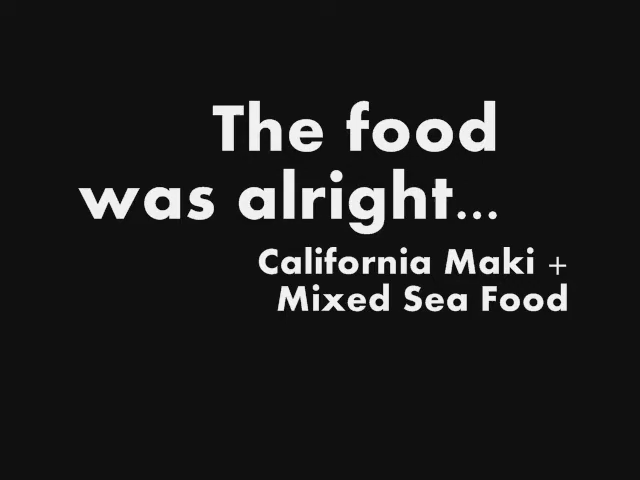 The food
was alright...
California Maki +
Mixed Sea Food